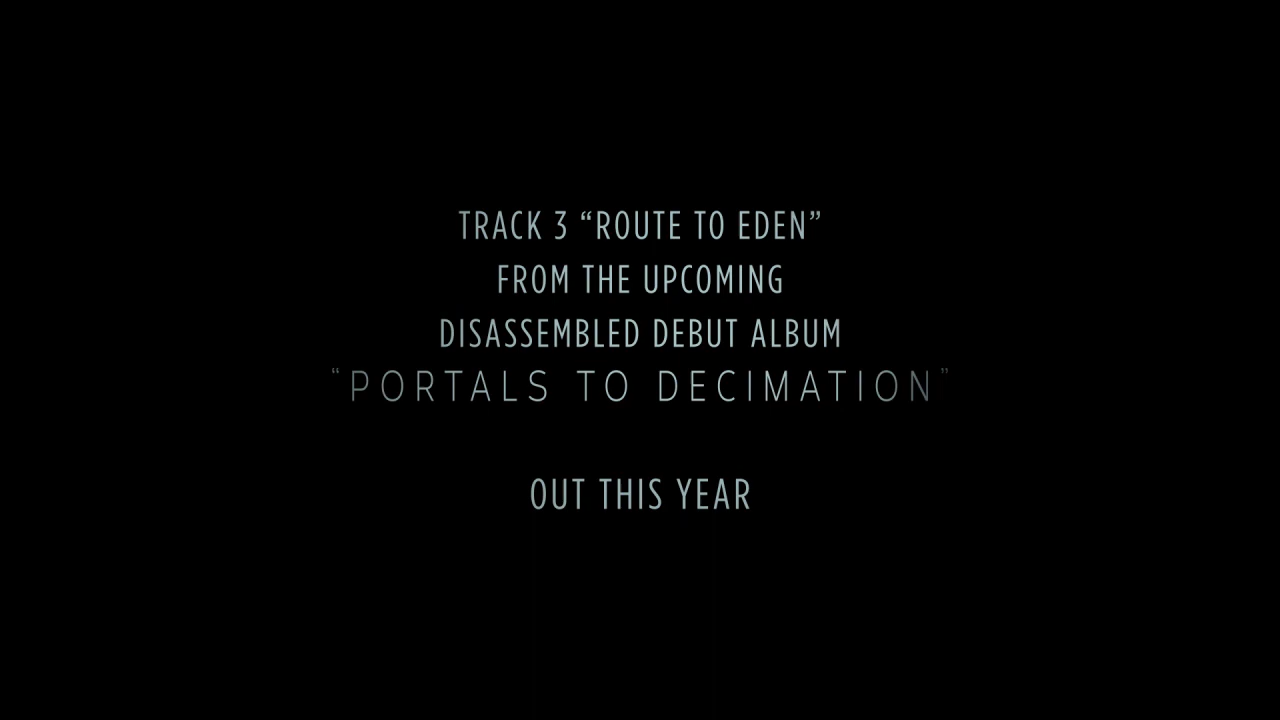 TRACK 3 “ROUTE TO EDEN”
FROM THE UPCOMING
DISASSEMBLED DEBUT ALBUM
“PORTALS TO DECIMATION”
OUT THIS YEAR